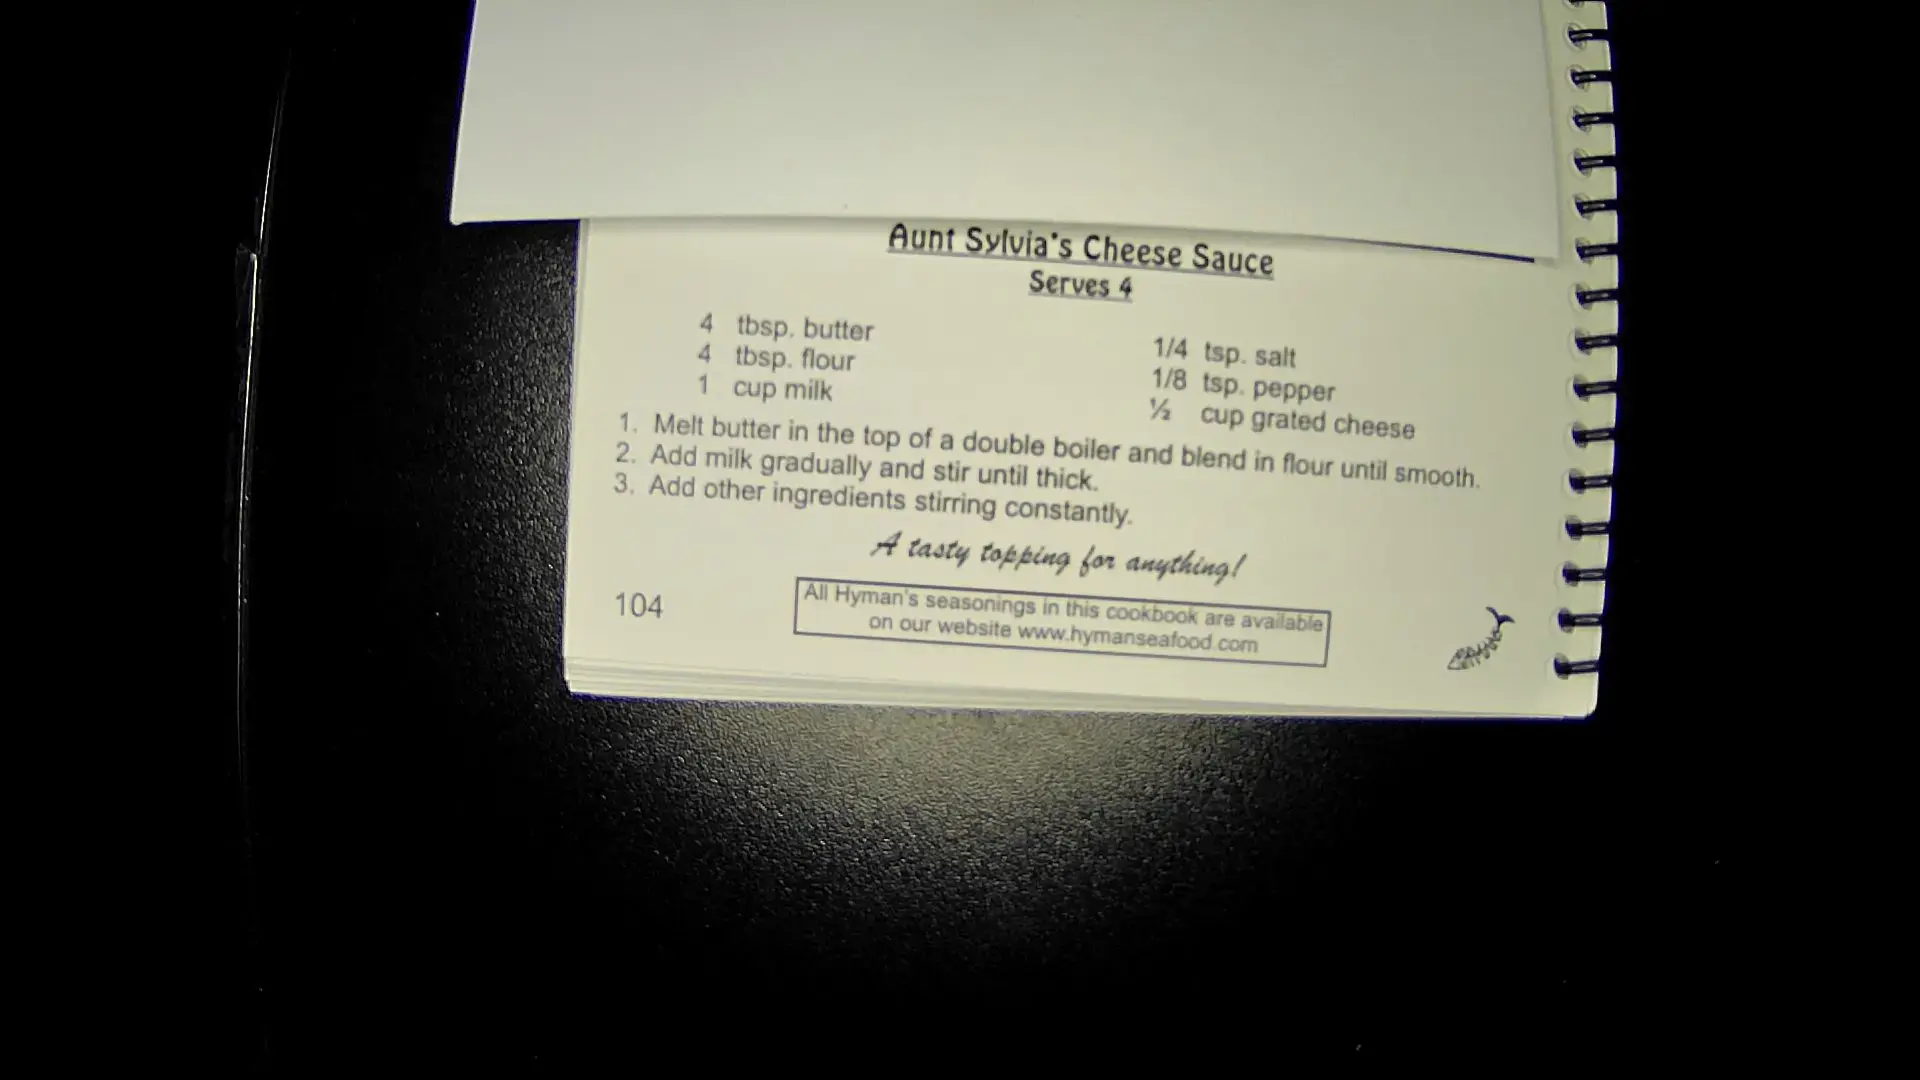 Aunt Sylvia's Cheese Sauce
Serves 4
4 tbsp. butter
4 tbsp. flour
1 cup milk
1/4 tsp. salt
1/8 tsp. pepper
½ cup grated cheese
1. Melt butter in the top of a double boiler and blend in flour until smooth.
2. Add milk gradually and stir until thick.
3. Add other ingredients stirring constantly.
A tasty topping for anything!
104
All Hyman's seasonings in this cookbook are available
on our website www.hymanseafood.com